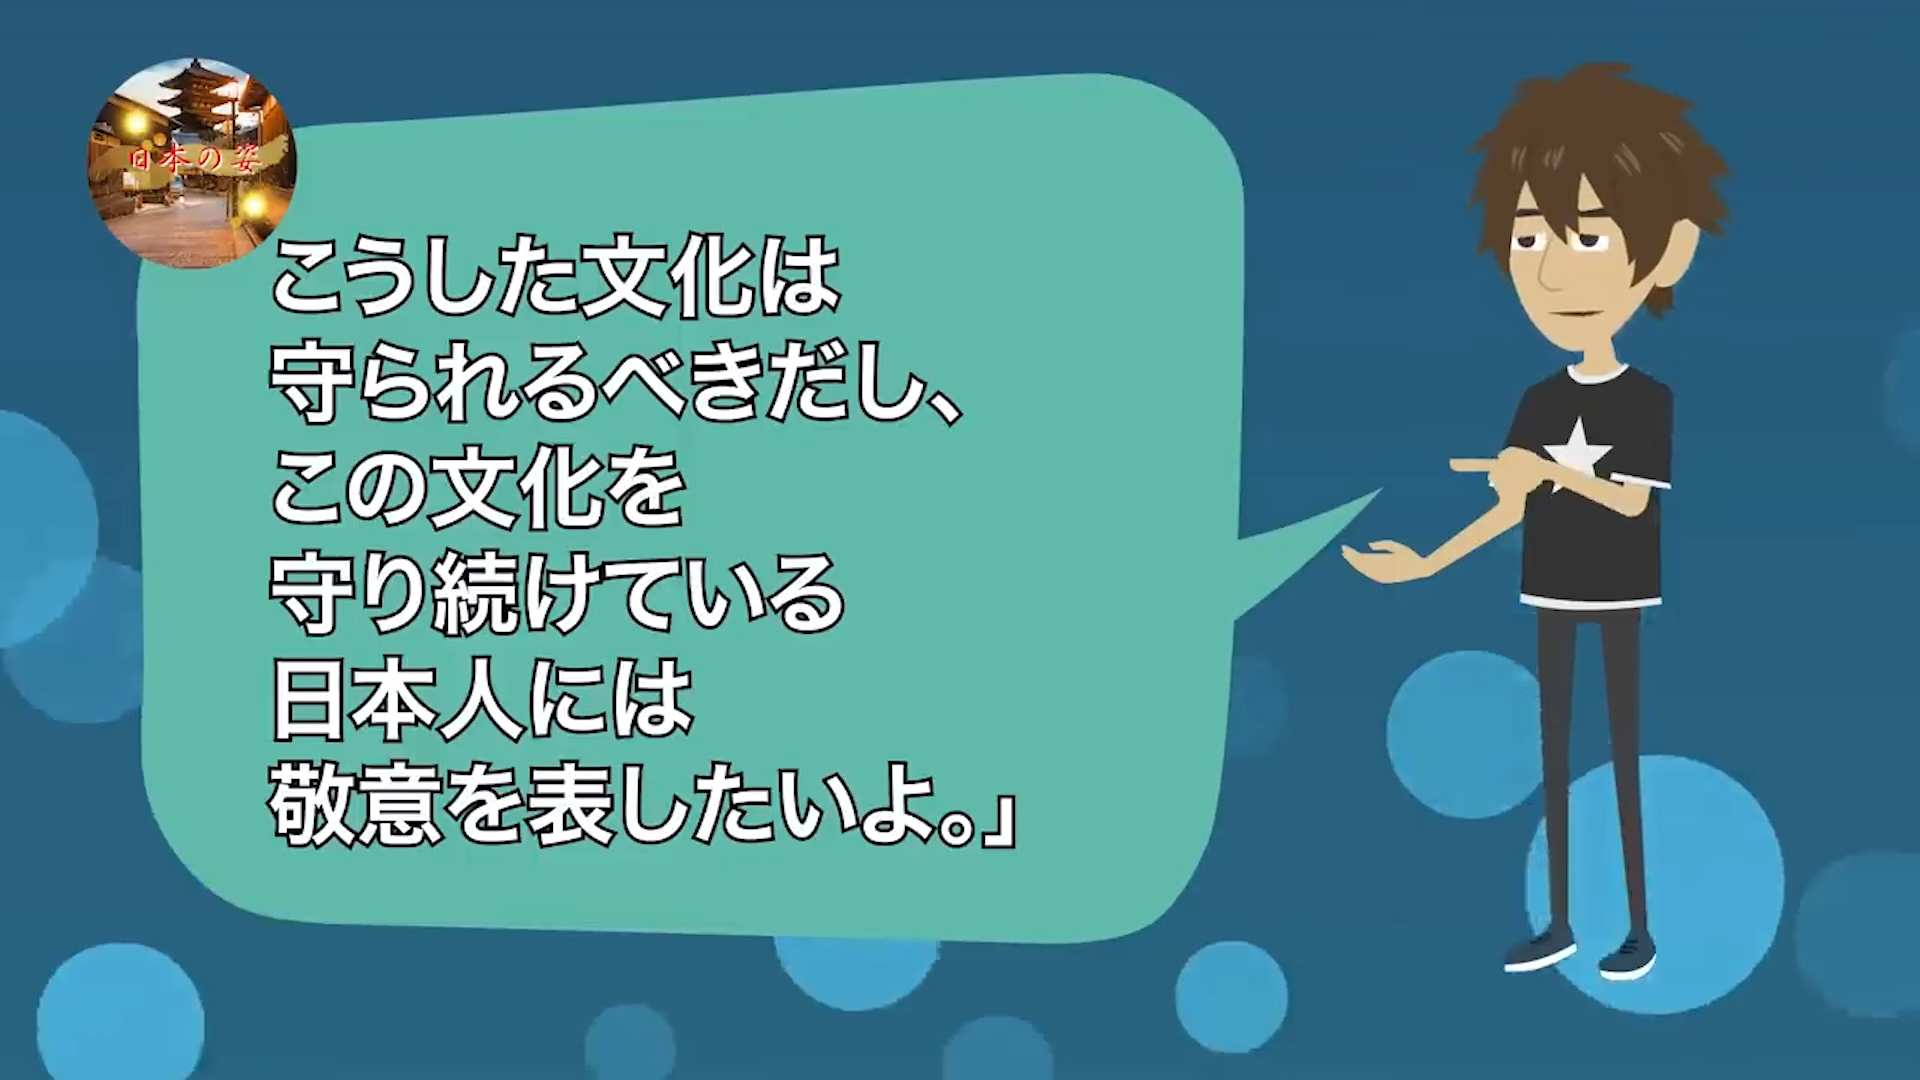 日本の姿
こうした文化は
守られるべきだし、
この文化を
守り続けている
日本人には
敬意を表したいよ。」